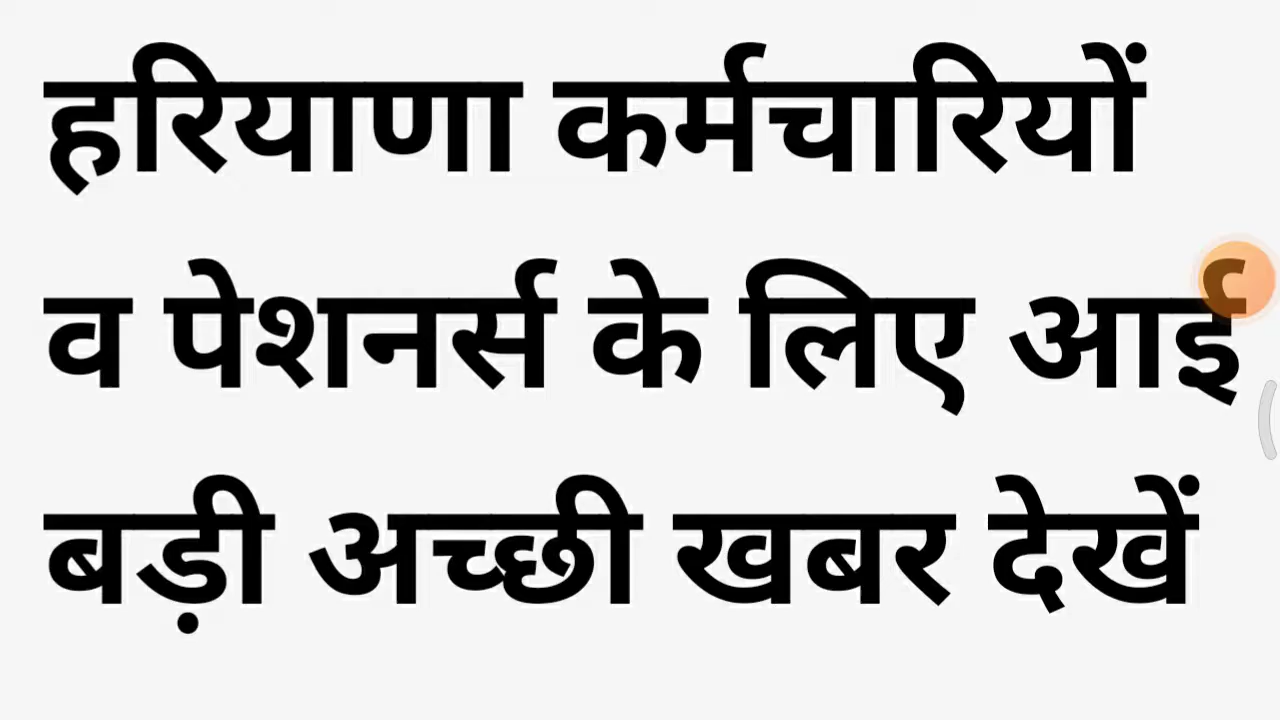 हरियाणा कर्मचारियों
व पेशनर्स के लिए आई
बड़ी अच्छी खबर देखें